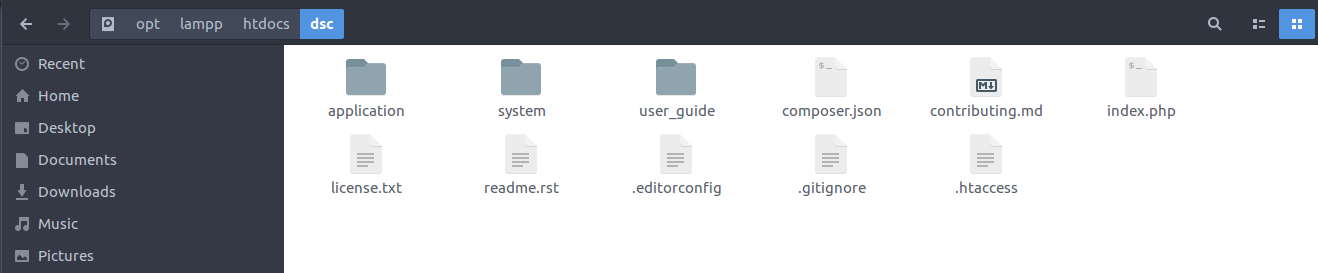 opt lampp htdocs dsc
Recent
Home
Desktop
Documents
Downloads
Music
Pictures
application system user_guide composer.json contributing.md index.php
license.txt readme.rst .editorconfig .gitignore .htaccess